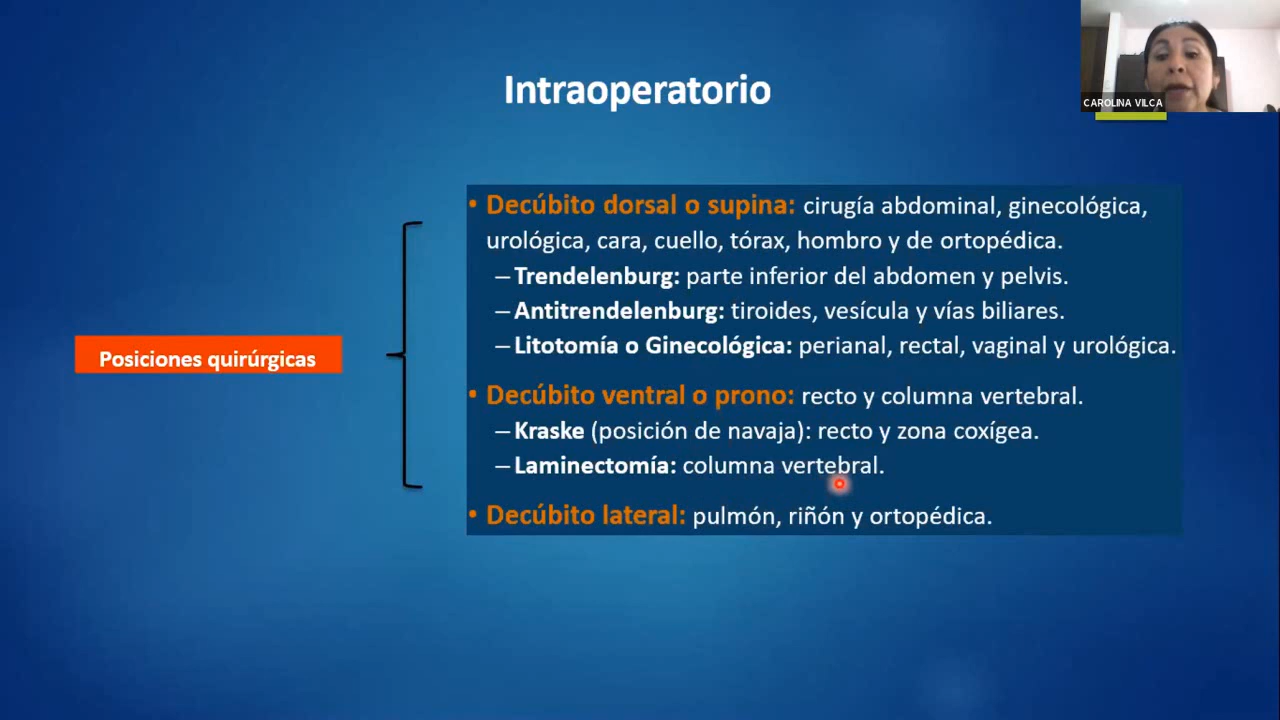 Intraoperatorio
CAROLINA VILCA
• Decúbito dorsal o supina: cirugía abdominal, ginecológica,
urológica, cara, cuello, tórax, hombro y de ortopédica.
– Trendelenburg: parte inferior del abdomen y pelvis.
– Antitrendelenburg: tiroides, vesícula y vías biliares.
– Litotomía o Ginecológica: perianal, rectal, vaginal y urológica.
Posiciones quirúrgicas
• Decúbito ventral o prono: recto y columna vertebral.
– Kraske (posición de navaja): recto y zona coxígea.
– Laminectomía: columna vertebral.
• Decúbito lateral: pulmón, riñón y ortopédica.